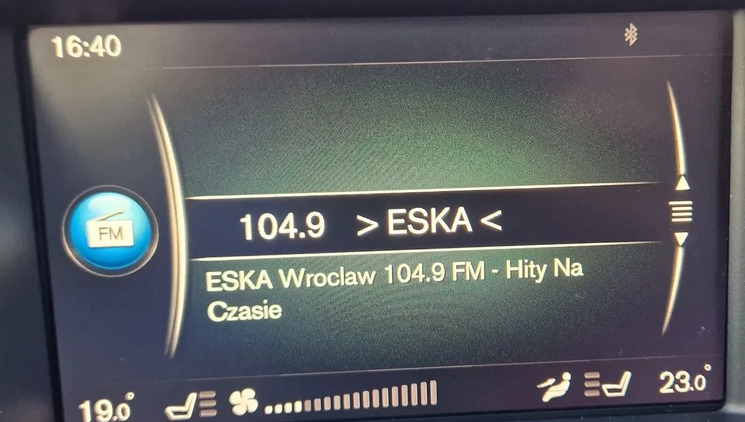 16:40
FM
104.9 > ESKA <
ESKA Wroclaw 104.9 FM - Hity Na
Czasie
19.0° 23.0°